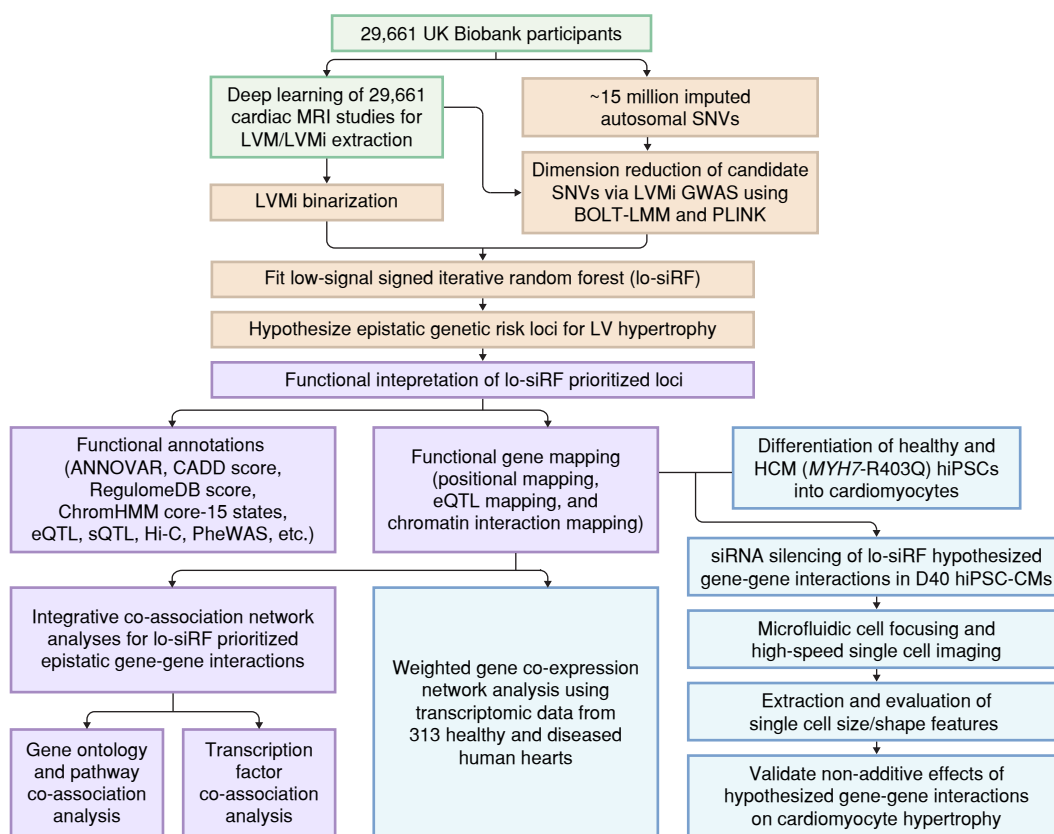 29,661 UK Biobank participants
Deep learning of 29,661
cardiac MRI studies for
LVM/LVMi extraction
~15 million imputed
autosomal SNVs
LVMi binarization
Dimension reduction of candidate
SNVs via LVMi GWAS using
BOLT-LMM and PLINK
Fit low-signal signed iterative random forest (lo-siRF)
Hypothesize epistatic genetic risk loci for LV hypertrophy
Functional intepretation of lo-siRF prioritized loci
Functional annotations
(ANNOVAR, CADD score,
RegulomeDB score,
ChromHMM core-15 states,
eQTL, sQTL, Hi-C, PheWAS, etc.)
Functional gene mapping
(positional mapping,
eQTL mapping, and
chromatin interaction mapping)
Differentiation of healthy and
HCM (MYH7-R403Q) hiPSCs
into cardiomyocytes
siRNA silencing of lo-siRF hypothesized
gene-gene interactions in D40 hiPSC-CMs
Integrative co-association network
analyses for lo-siRF prioritized
epistatic gene-gene interactions
Weighted gene co-expression
network analysis using
transcriptomic data from
313 healthy and diseased
human hearts
Microfluidic cell focusing and
high-speed single cell imaging
Extraction and evaluation of
single cell size/shape features
Gene ontology
and pathway
co-association
analysis
Transcription
factor
co-association
analysis
Validate non-additive effects of
hypothesized gene-gene interactions
on cardiomyocyte hypertrophy